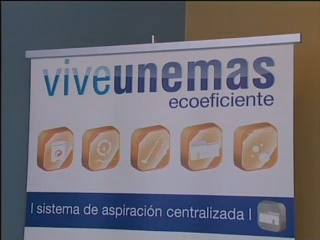 viveunemas
ecoeficiente
| sistema de aspiración centralizada |